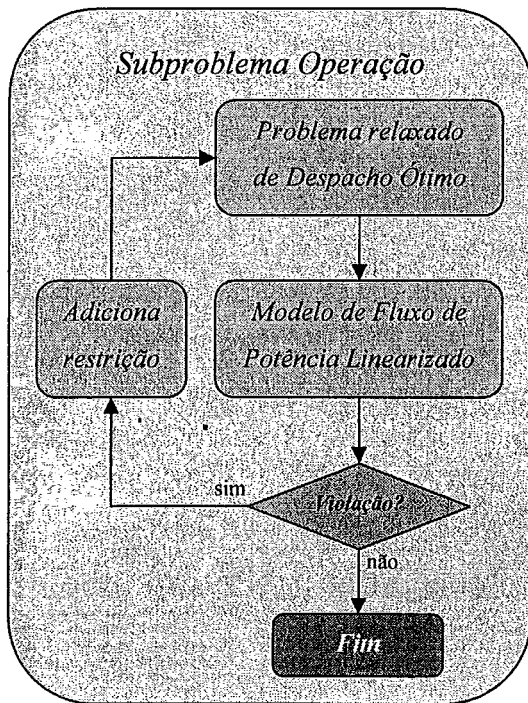 Subproblema Operação
Problema relaxado
de Despacho Ótimo
Adiciona
restrição
Modelo de Fluxo de
Potência Linearizado
sim
Violação?
não
Fim